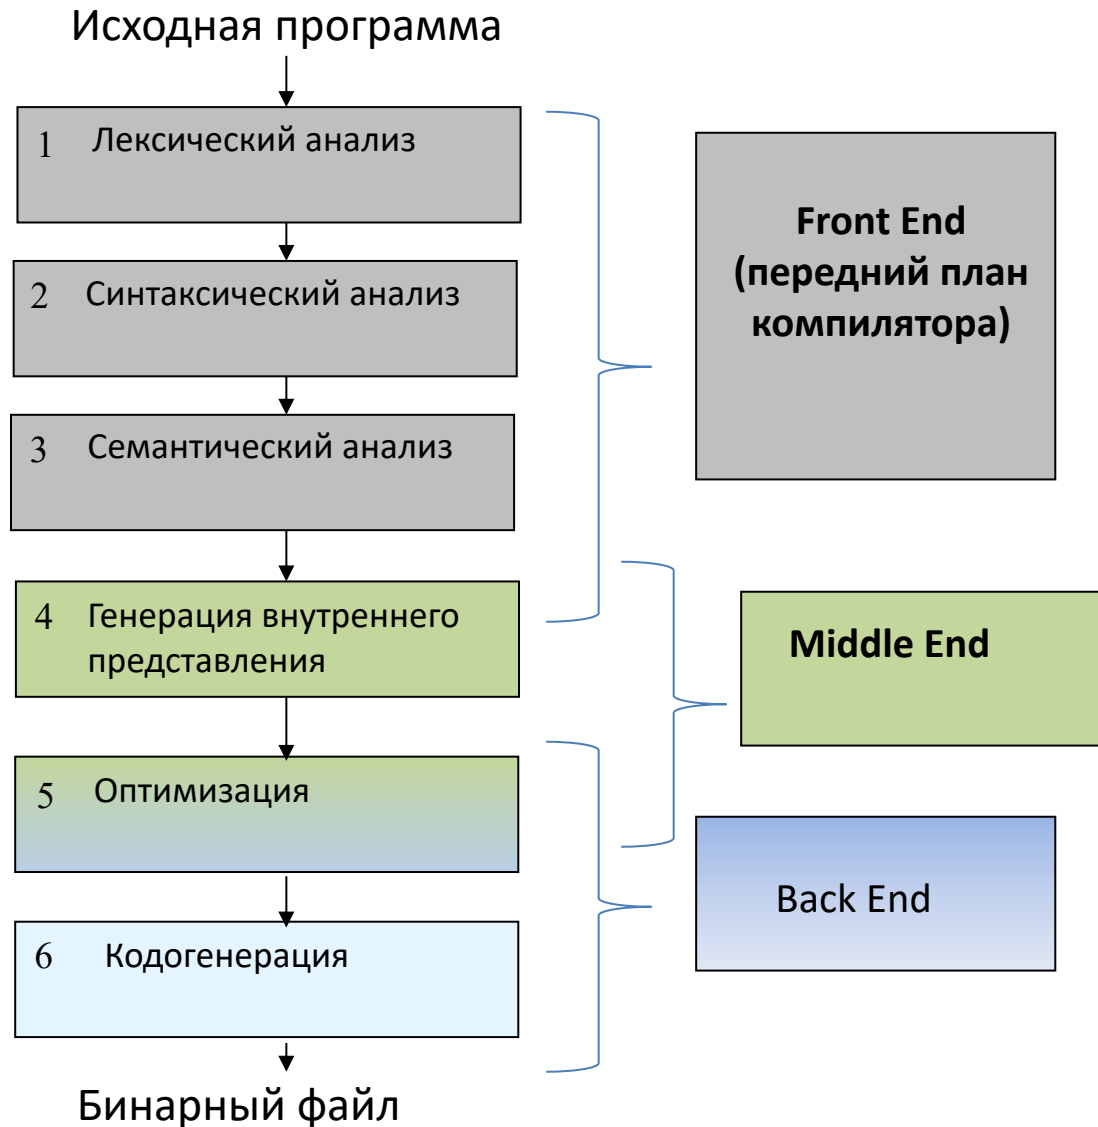 Исходная программа
1 Лексический анализ
2 Синтаксический анализ
3 Семантический анализ
4 Генерация внутреннего
представления
5 Оптимизация
6 Кодогенерация
Бинарный файл
Front End
(передний план
компилятора)
Middle End
Back End